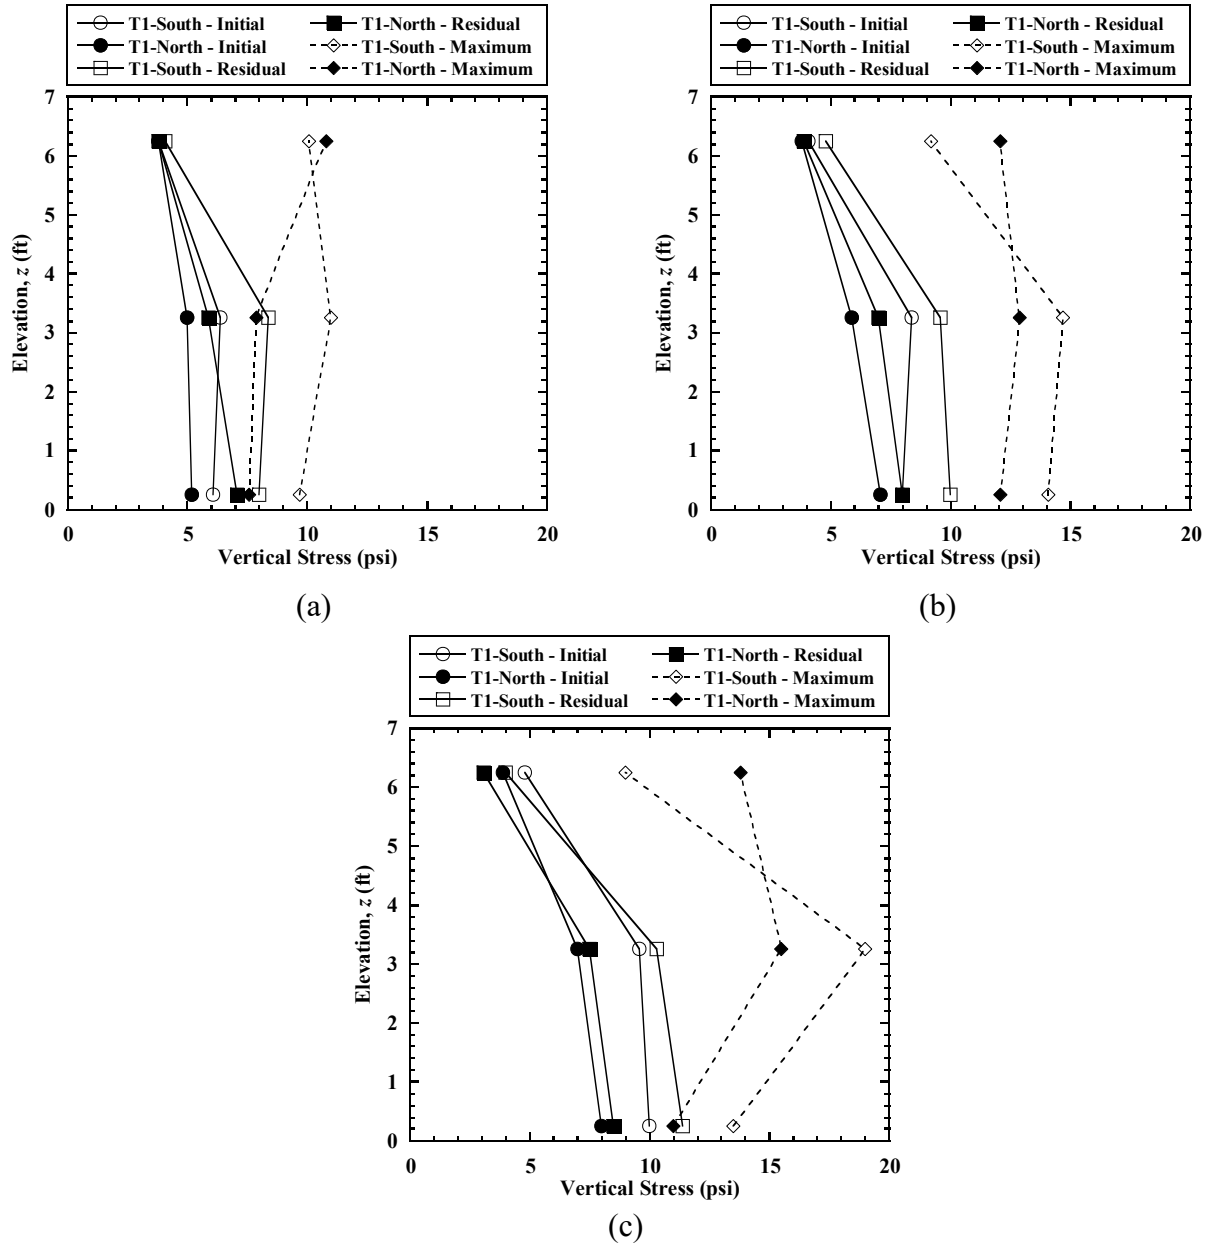 T1-South - Initial
T1-North - Initial
T1-South - Residual
T1-North - Residual
T1-South - Maximum
T1-North - Maximum
7
6
5
4
3
2
1
0
Elevation, z (ft)
0 5 10 15 20
Vertical Stress (psi)
(a)
T1-South - Initial
T1-North - Initial
T1-South - Residual
T1-North - Residual
T1-South - Maximum
T1-North - Maximum
7
6
5
4
3
2
1
0
Elevation, z (ft)
0 5 10 15 20
Vertical Stress (psi)
(b)
T1-South - Initial
T1-North - Initial
T1-South - Residual
T1-North - Residual
T1-South - Maximum
T1-North - Maximum
7
6
5
4
3
2
1
0
Elevation, z (ft)
0 5 10 15 20
Vertical Stress (psi)
(c)